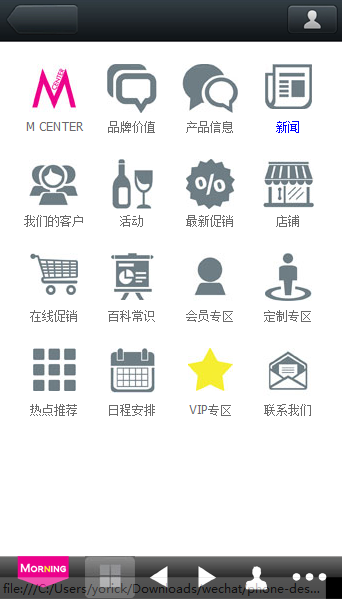 M CENTER
M CENTER 品牌价值 产品信息 新闻
%
我们的客户 活动 最新促销 店铺
在线促销 百科常识 会员专区 定制专区
热点推荐 日程安排 VIP专区 联系我们
MORNING
file:///C:/Users/yorick/Downloads/wechat/phone-des...